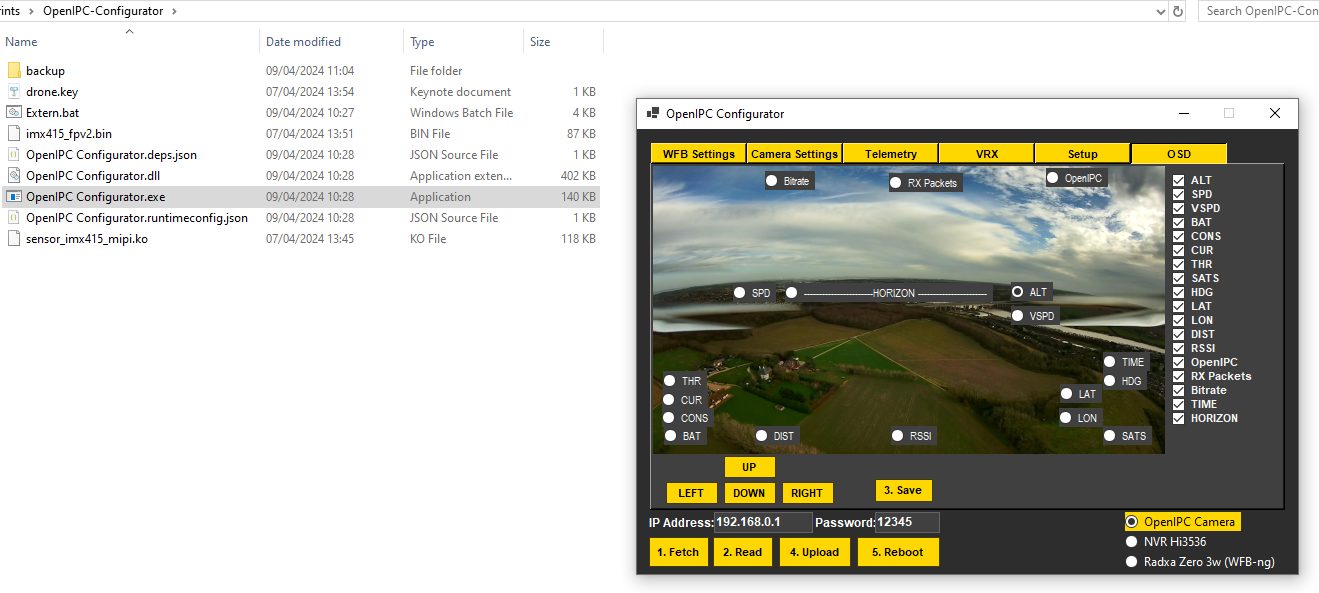 ints > OpenIPC-Configurator >
Search OpenIPC-Con
Name Date modified Type Size
backup 09/04/2024 11:04 File folder
drone.key 07/04/2024 13:54 Keynote document 1 KB
Extern.bat 09/04/2024 10:27 Windows Batch File 4 KB
imx415_fpv2.bin 07/04/2024 13:51 BIN File 87 KB
OpenIPC Configurator.deps.json 09/04/2024 10:28 JSON Source File 1 KB
OpenIPC Configurator.dll 09/04/2024 10:28 Application exten... 402 KB
OpenIPC Configurator.exe 09/04/2024 10:28 Application 140 KB
OpenIPC Configurator.runtimeconfig.json 09/04/2024 10:28 JSON Source File 1 KB
sensor_imx415_mipi.ko 07/04/2024 13:45 KO File 118 KB
OpenIPC Configurator
WFB Settings Camera Settings Telemetry VRX Setup OSD
Bitrate RX Packets OpenIPC
SPD ------------------------HORIZON ------------------------ ALT
VSPD
TIME
THR HDG
CUR LAT
CONS LON
BAT DIST RSSI SATS
ALT
SPD
VSPD
BAT
CONS
CUR
THR
SATS
HDG
LAT
LON
DIST
RSSI
OpenIPC
RX Packets
Bitrate
TIME
HORIZON
UP
LEFT DOWN RIGHT 3. Save
IP Address: 192.168.0.1 Password: 12345
1. Fetch 2. Read 4. Upload 5. Reboot
OpenIPC Camera
NVR Hi3536
Radxa Zero 3w (WFB-ng)